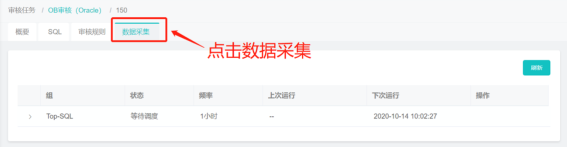 审核任务 / OB审核（Oracle） / 150
概要 SQL 审核规则 数据采集
点击数据采集
刷新
组 状态 频率 上次运行 下次运行 操作
> Top-SQL 等待调度 1小时 -- 2020-10-14 10:02:27